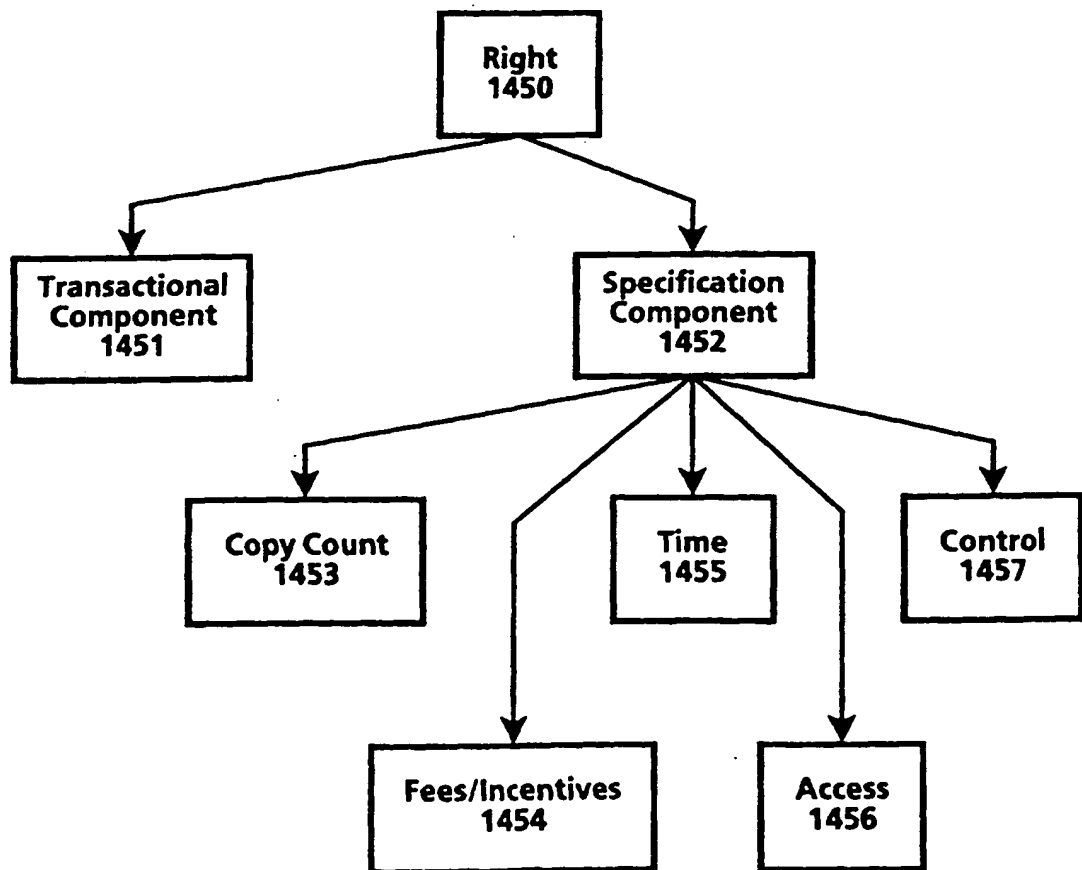 Right
1450
Transactional
Component
1451
Specification
Component
1452
Copy Count
1453
Time
1455
Control
1457
Fees/Incentives
1454
Access
1456